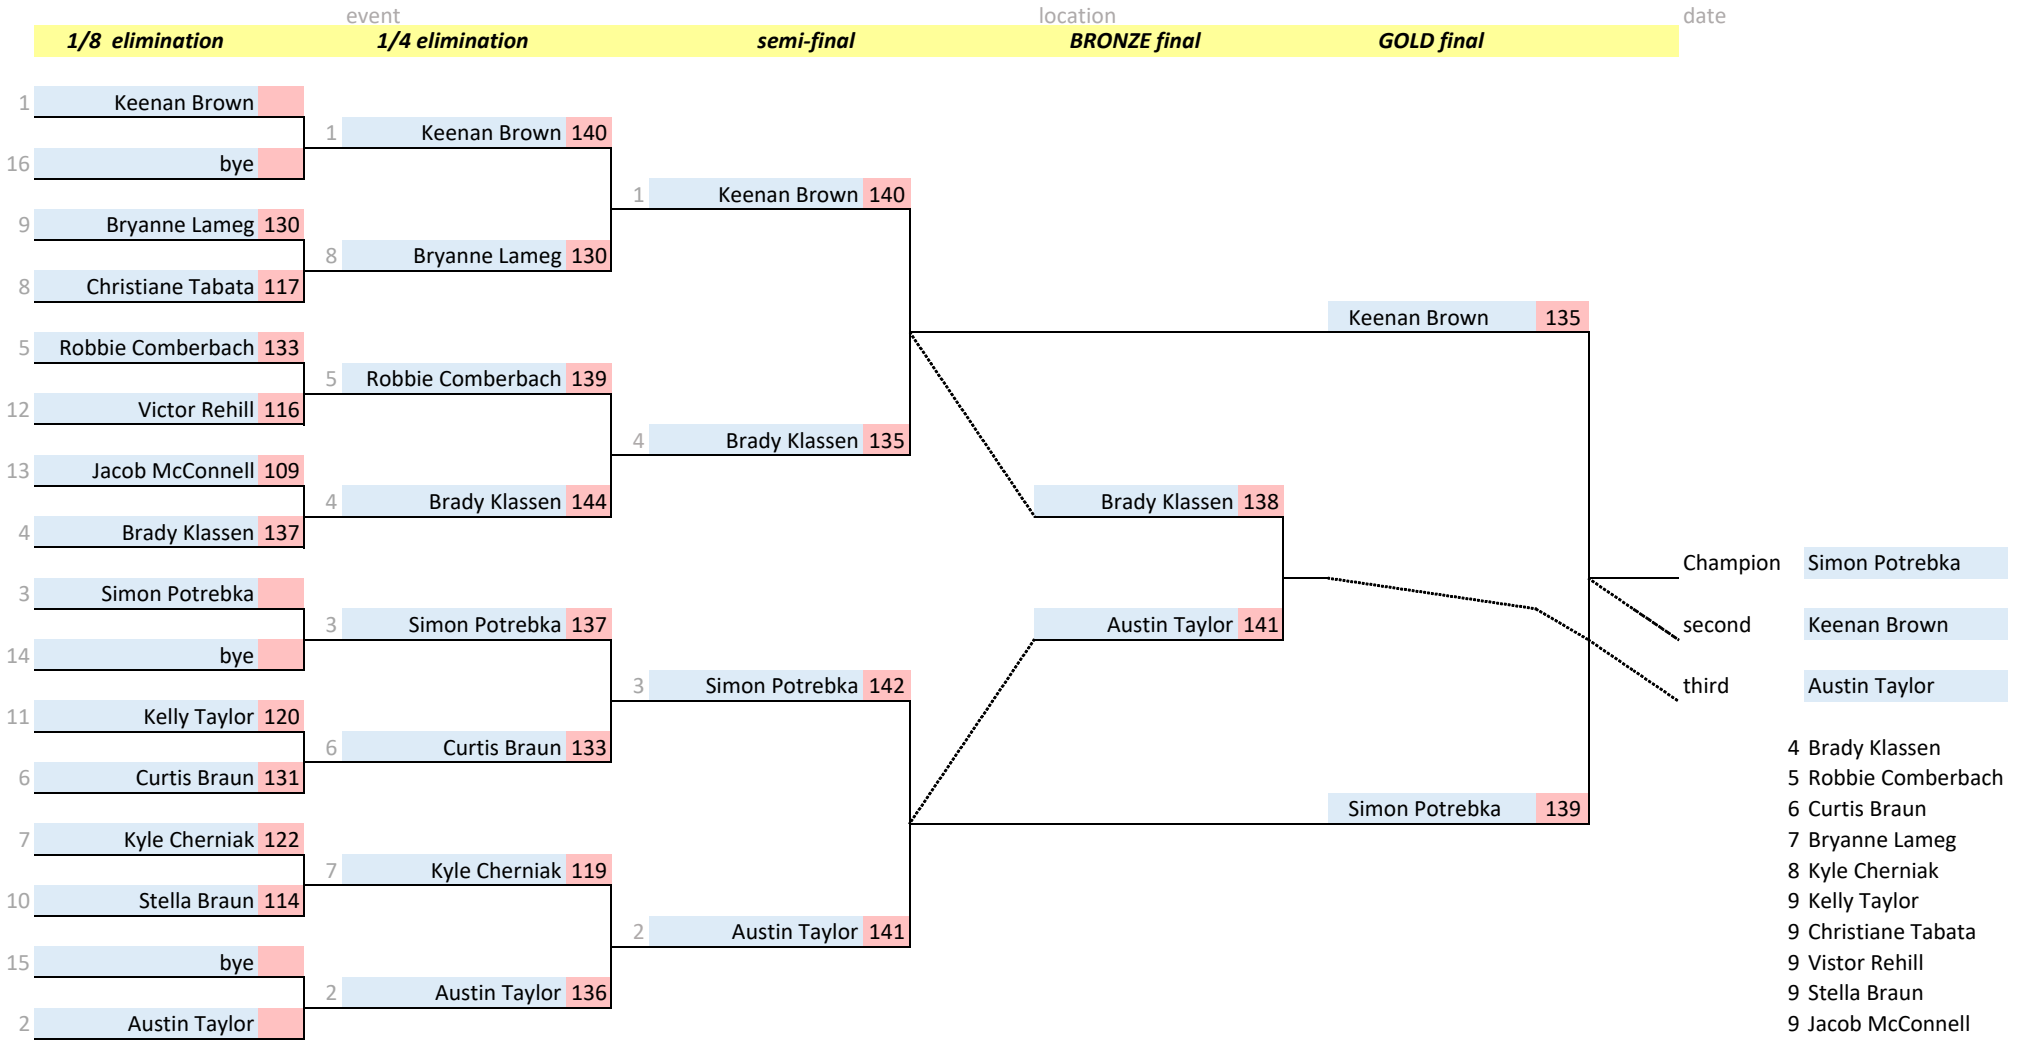 event location date
1/8 elimination 1/4 elimination semi-final BRONZE final GOLD final
1 Keenan Brown
1 Keenan Brown 140
16 bye
1 Keenan Brown 140
9 Bryanne Lameg 130
8 Bryanne Lameg 130
8 Christiane Tabata 117
Keenan Brown 135
5 Robbie Comberbach 133
5 Robbie Comberbach 139
12 Victor Rehill 116
4 Brady Klassen 135
13 Jacob McConnell 109
4 Brady Klassen 144 Brady Klassen 138
4 Brady Klassen 137
Champion Simon Potrebka
3 Simon Potrebka
3 Simon Potrebka 137 Austin Taylor 141 second Keenan Brown
14 bye
3 Simon Potrebka 142 third Austin Taylor
11 Kelly Taylor 120
6 Curtis Braun 133 4 Brady Klassen
6 Curtis Braun 131 5 Robbie Comberbach
Simon Potrebka 139 6 Curtis Braun
7 Kyle Cherniak 122 7 Bryanne Lameg
7 Kyle Cherniak 119 8 Kyle Cherniak
10 Stella Braun 114 9 Kelly Taylor
2 Austin Taylor 141 9 Christiane Tabata
15 bye 9 Vistor Rehill
2 Austin Taylor 136 9 Stella Braun
2 Austin Taylor 9 Jacob McConnell